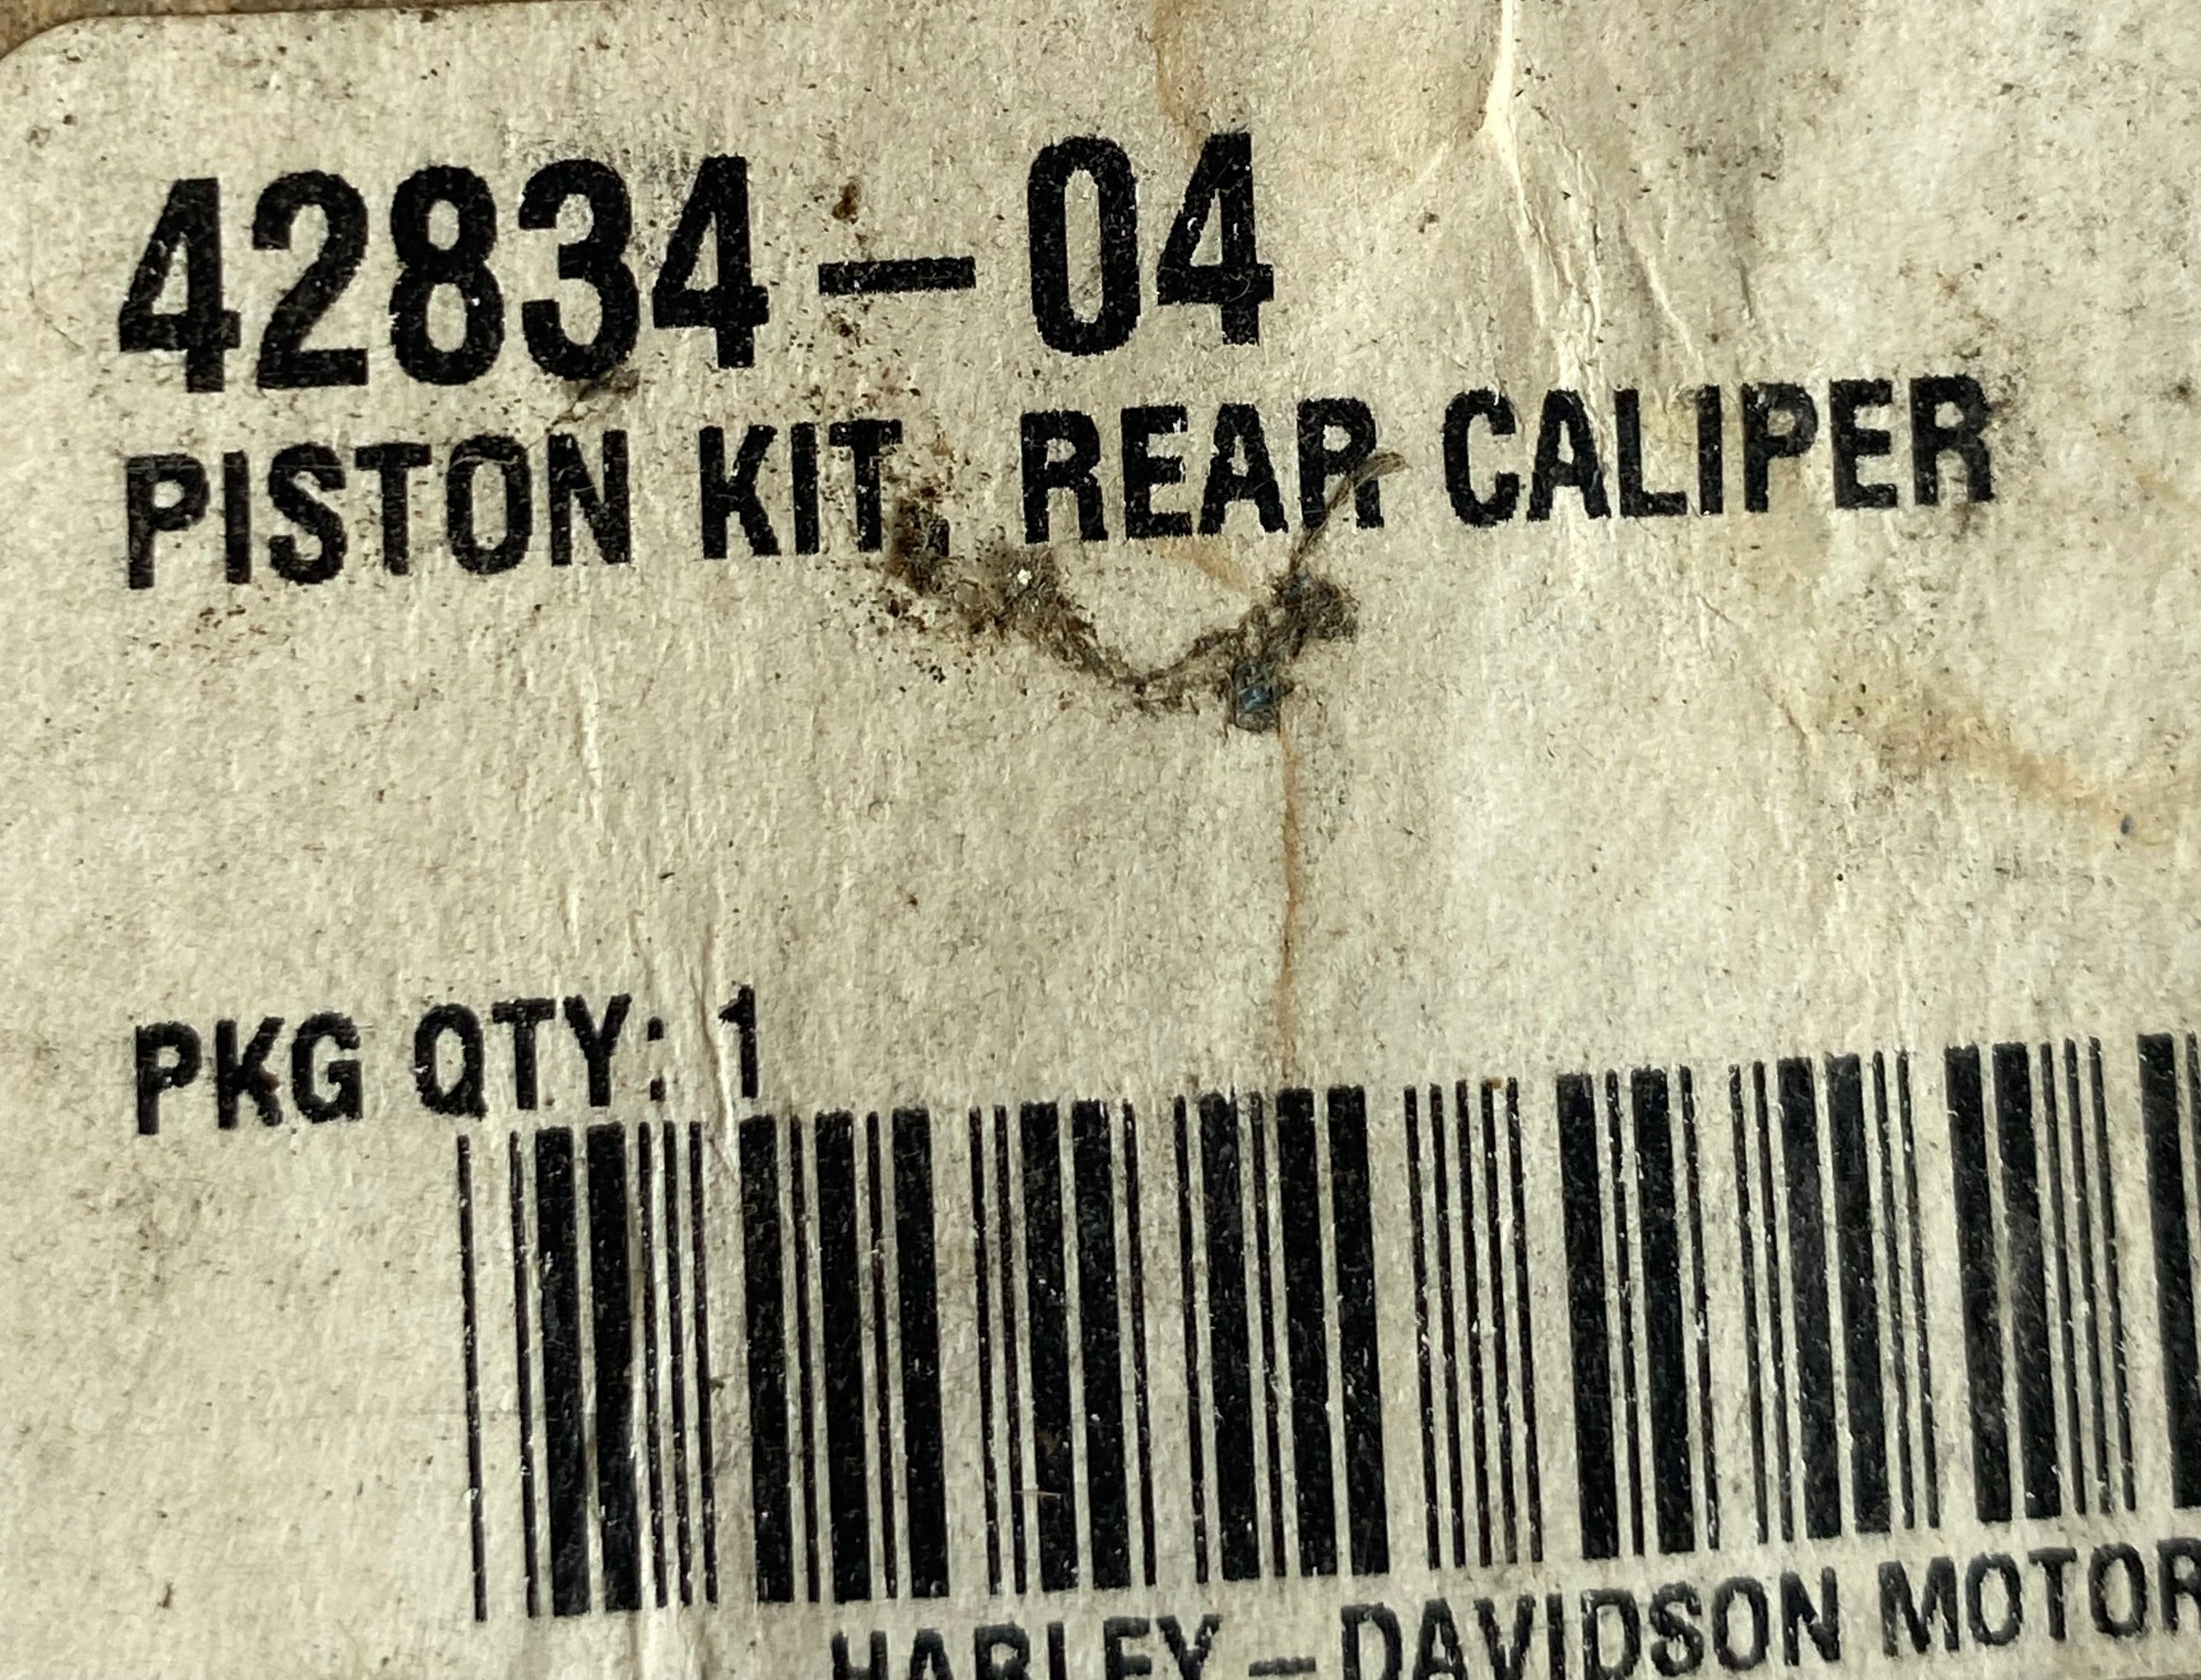 42834-04
PISTON KIT, REAR CALIPER
PKG QTY: 1
HARLEY-DAVIDSON MOTOR